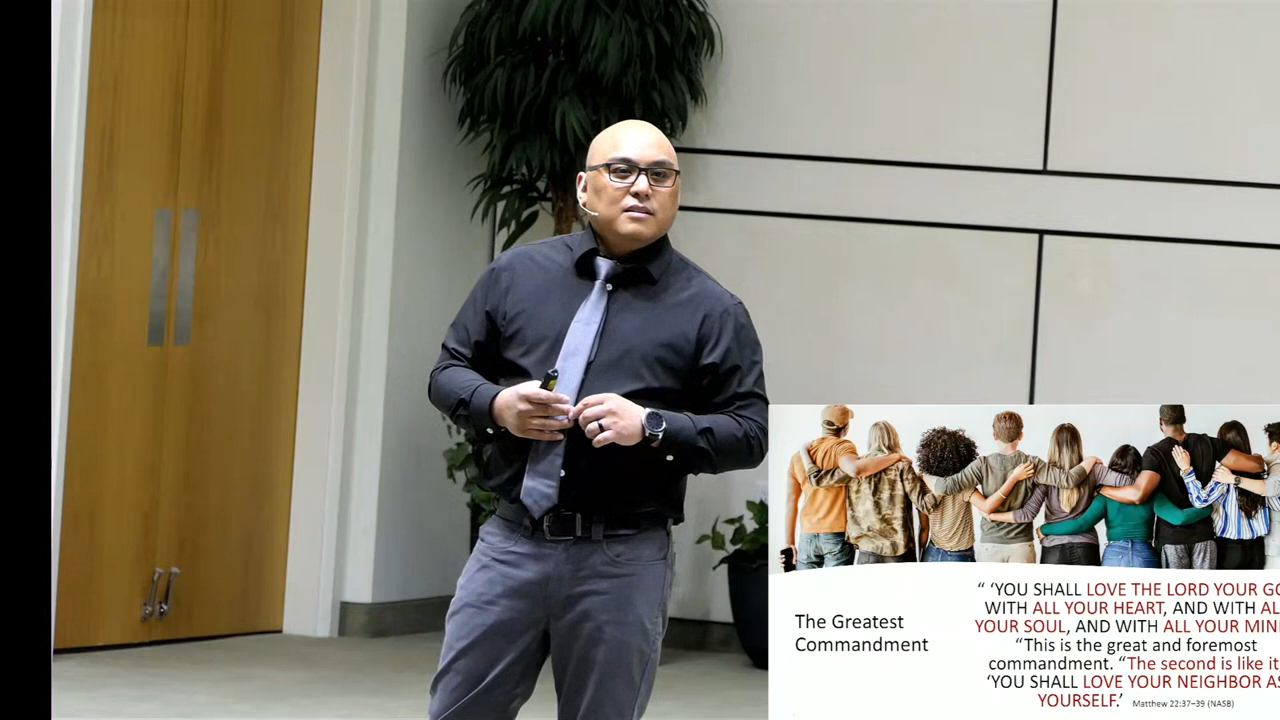 The Greatest
Commandment
“ ‘YOU SHALL LOVE THE LORD YOUR
WITH ALL YOUR HEART, AND WITH
YOUR SOUL, AND WITH ALL YOUR
“This is the great and foremost
commandment. “The second is like
‘YOU SHALL LOVE YOUR NEIGHBOR
YOURSELF.’ Matthew 22:37–39 (NASB)